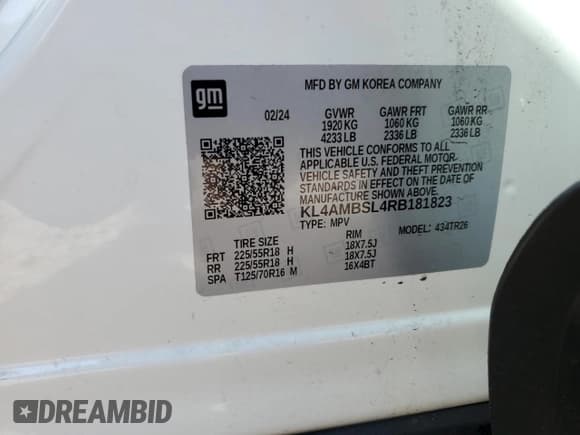 gm
MFD BY GM KOREA COMPANY
02/24 GVWR GAWR FRT GAWR RR
1920 KG 1060 KG 1060 KG
4233 LB 2336 LB 2336 LB
THIS VEHICLE CONFORMS TO ALL
APPLICABLE U.S. FEDERAL MOTOR
VEHICLE SAFETY AND THEFT PREVENTION
STANDARDS IN EFFECT ON THE DATE OF
MANUFACTURE SHOWN ABOVE.
KL4AMBSL4RB181823
TYPE: MPV MODEL: 434TR26
TIRE SIZE RIM
FRT 225/55R18 H 18X7.5J
RR 225/55R18 H 18X7.5J
SPA T125/70R16 M 16X4BT
DREAMBID